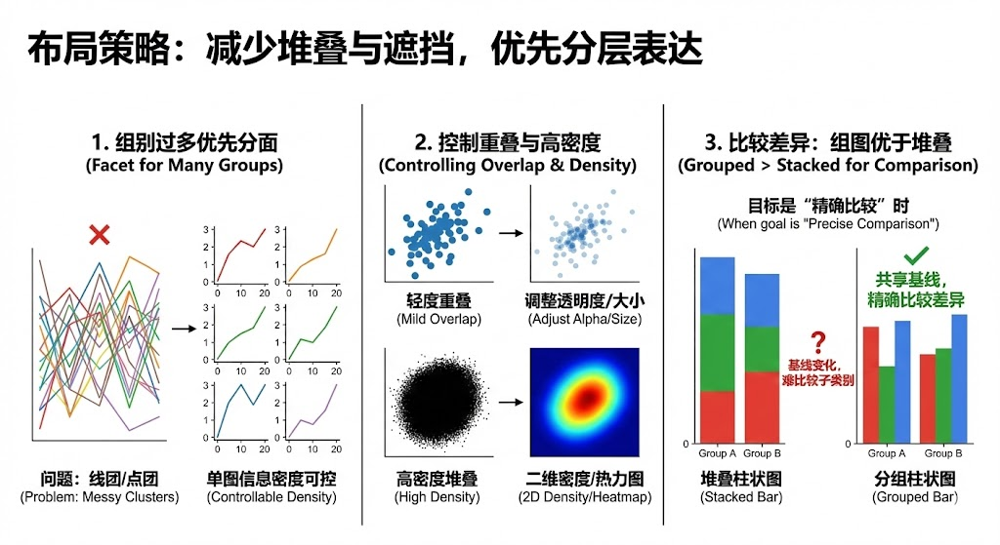 布局策略：减少堆叠与遮挡，优先分层表达
1. 组别过多优先分面
(Facet for Many Groups)
3
2
1
0
0 10 20
3
2
1
0
0 10 20
3
2
1
0
0 10 20
3
2
1
0
0 10 20
3
2
1
0
0 10 20
3
2
1
0
0 10 20
问题：线团/点团
(Problem: Messy Clusters)
单图信息密度可控
(Controllable Density)
2. 控制重叠与高密度
(Controlling Overlap & Density)
轻度重叠
(Mild Overlap)
调整透明度/大小
(Adjust Alpha/Size)
高密度堆叠
(High Density)
二维密度/热力图
(2D Density/Heatmap)
3. 比较差异：组图优于堆叠
(Grouped > Stacked for Comparison)
目标是“精确比较”时
(When goal is "Precise Comparison")
0
Group A Group B
?
基线变化，
难比较子类别
共享基线，
精确比较差异
0
Group A Group B
堆叠柱状图
(Stacked Bar)
分组柱状图
(Grouped Bar)